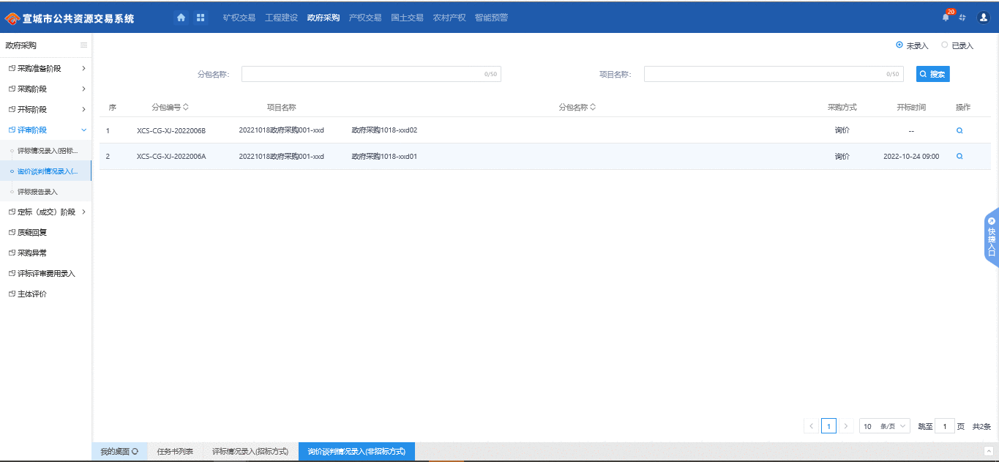 宣城市公共资源交易系统 矿权交易 工程建设 政府采购 产权交易 国土交易 农村产权 智能预警 20
政府采购
未录入 已录入
采购准备阶段
采购阶段
开标阶段
评审阶段
评标情况录入(招标...
询价谈判情况录入(...
评标报告录入
定标（成交）阶段
质疑回复
采购异常
评标评审费用录入
主体评价
分包名称： 0/50 项目名称： 0/50 搜索
序 分包编号 项目名称 分包名称 采购方式 开标时间 操作
1 XCS-CG-XJ-2022006B 20221018政府采购001-xxd 政府采购1018-xxd02 询价 --
2 XCS-CG-XJ-2022006A 20221018政府采购001-xxd 政府采购1018-xxd01 询价 2022-10-24 09:00
快捷入口
1 10 条/页 跳至 1 页 共2条
我的桌面 任务书列表 评标情况录入(招标方式) 询价谈判情况录入(非招标方式)